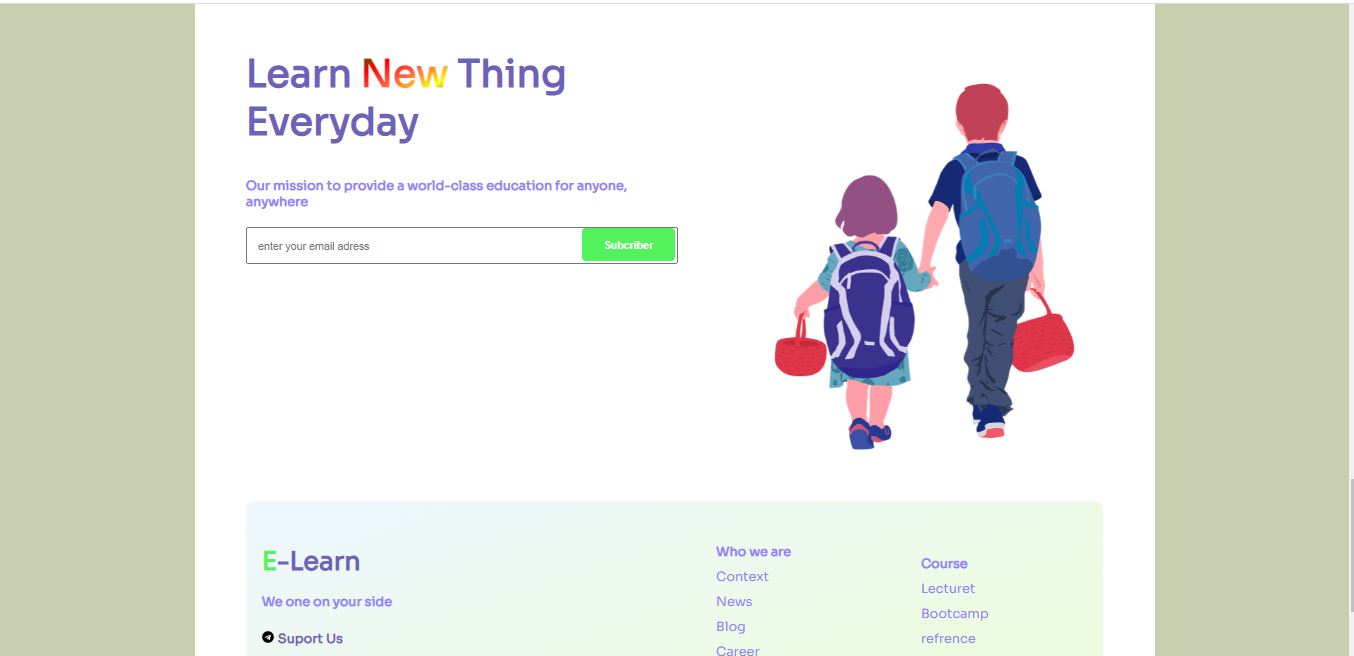 Learn New Thing
Everyday
Our mission to provide a world-class education for anyone,
anywhere
enter your email adress
Subcriber
E-Learn
We one on your side
Suport Us
Who we are
Context
News
Blog
Career
Course
Lecturet
Bootcamp
refrence